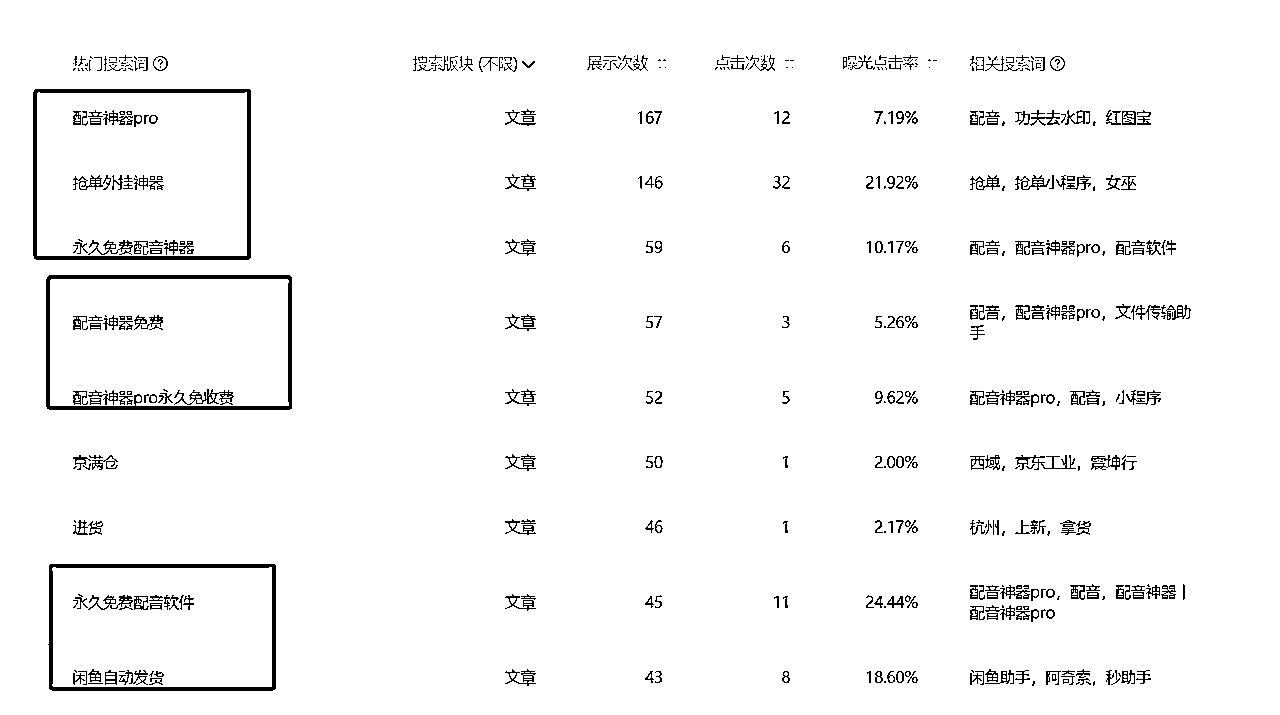 热门搜索词 ? 搜索版块 (不限) 展示次数 点击次数 曝光点击率 相关搜索词 ?
配音神器pro 文章 167 12 7.19% 配音，功夫去水印，红图宝
抢单外挂神器 文章 146 32 21.92% 抢单，抢单小程序，女巫
永久免费配音神器 文章 59 6 10.17% 配音，配音神器pro，配音软件
配音神器免费 文章 57 3 5.26% 配音，配音神器pro，文件传输助
手
配音神器pro永久免收费 文章 52 5 9.62% 配音神器pro，配音，小程序
京满仓 文章 50 1 2.00% 西域，京东工业，震坤行
进货 文章 46 1 2.17% 杭州，上新，拿货
永久免费配音软件 文章 45 11 24.44% 配音神器pro，配音，配音神器|
配音神器pro
闲鱼自动发货 文章 43 8 18.60% 闲鱼助手，阿奇索，秒助手